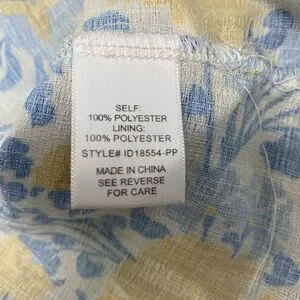 SELF:
100% POLYESTER
LINING:
100% POLYESTER
STYLE# ID18554-PP
MADE IN CHINA
SEE REVERSE
FOR CARE